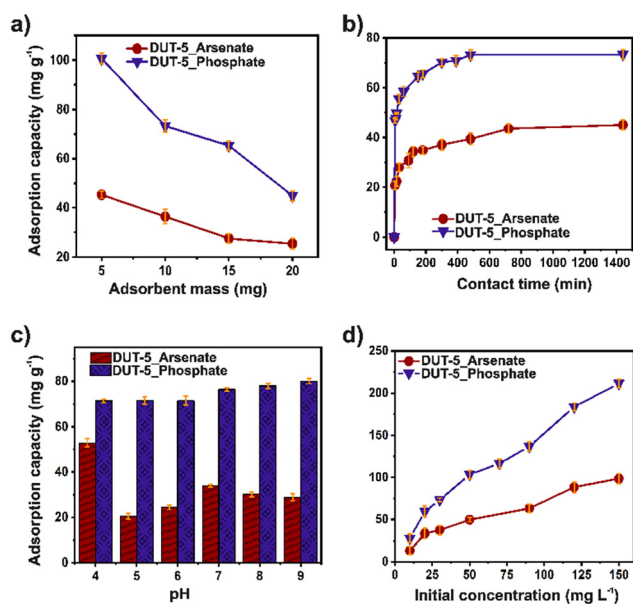 a)
Adsorption capacity (mg g-1)
DUT-5_Arsenate
DUT-5_Phosphate
100
80
60
40
20
5 10 15 20
Adsorbent mass (mg)
b)
80
60
40
20
0
DUT-5_Arsenate
DUT-5_Phosphate
0 200 400 600 800 1000 1200 1400
Contact time (min)
c)
Adsorption capacity (mg g-1)
DUT-5_Arsenate
DUT-5_Phosphate
80
60
40
20
0
4 5 6 7 8 9
pH
d)
250
200
150
100
50
0
DUT-5_Arsenate
DUT-5_Phosphate
0 25 50 75 100 125 150
Initial concentration (mg L-1)